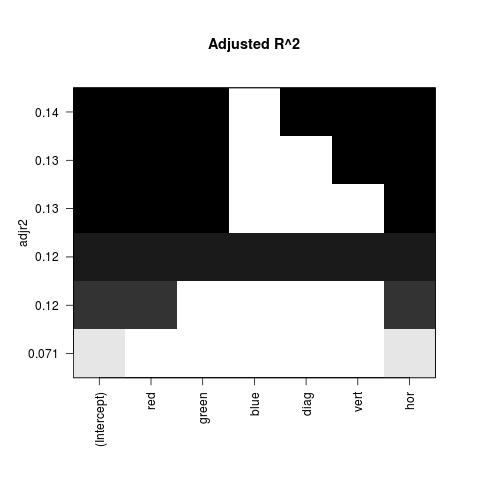 Adjusted R^2
adjr2
0.14
0.13
0.13
0.12
0.12
0.071
(Intercept)
red
green
blue
diag
vert
hor